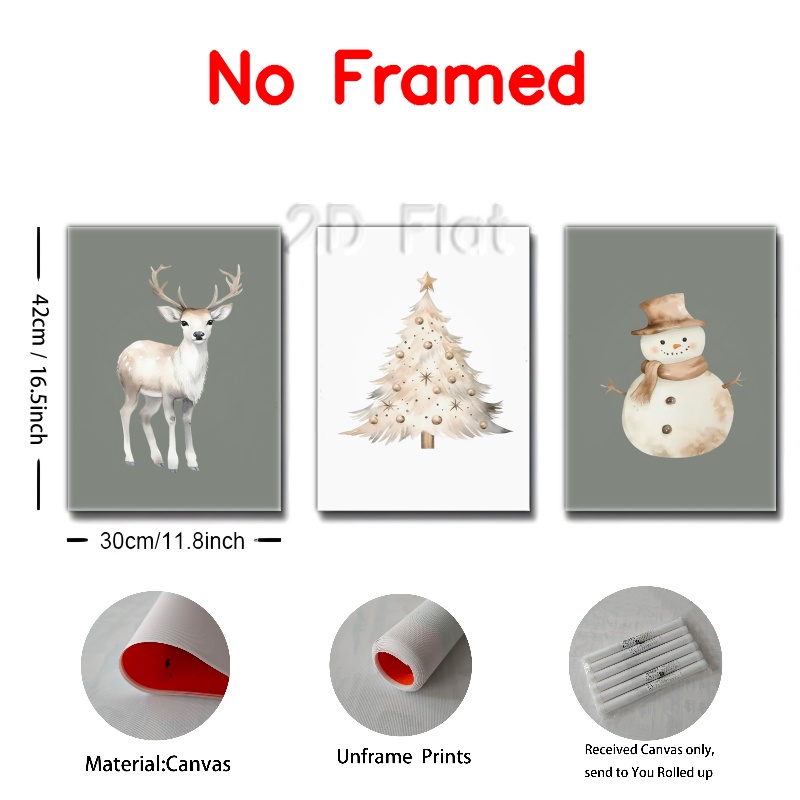 No Framed
2D Flat
42cm / 16.5inch
30cm/11.8inch
Material:Canvas
Unframe Prints
Received Canvas only,
send to You Rolled up